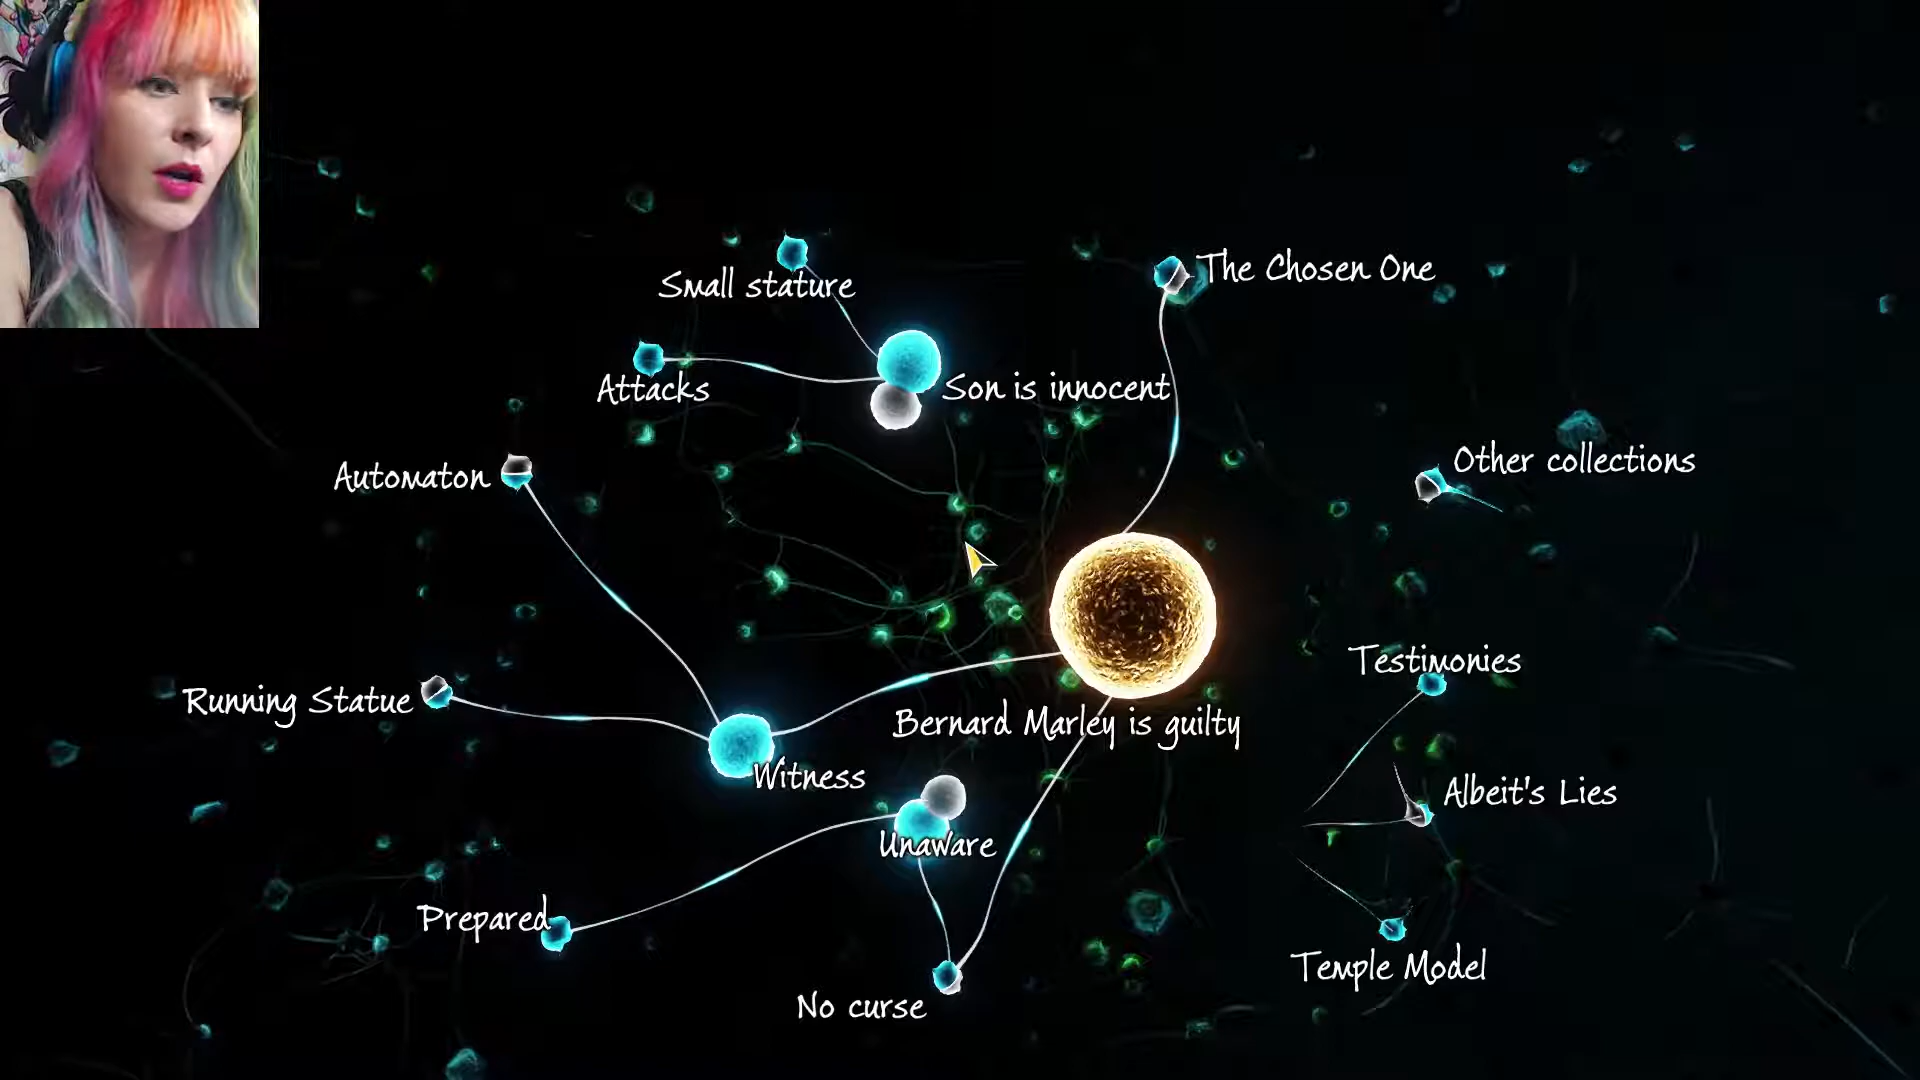 The Chosen One
Small stature
Attacks
Son is innocent
Other collections
Automaton
Testimonies
Running Statue
Bernard Marley is guilty
Witness
Albeit's Lies
Unaware
Prepared
Temple Model
No curse